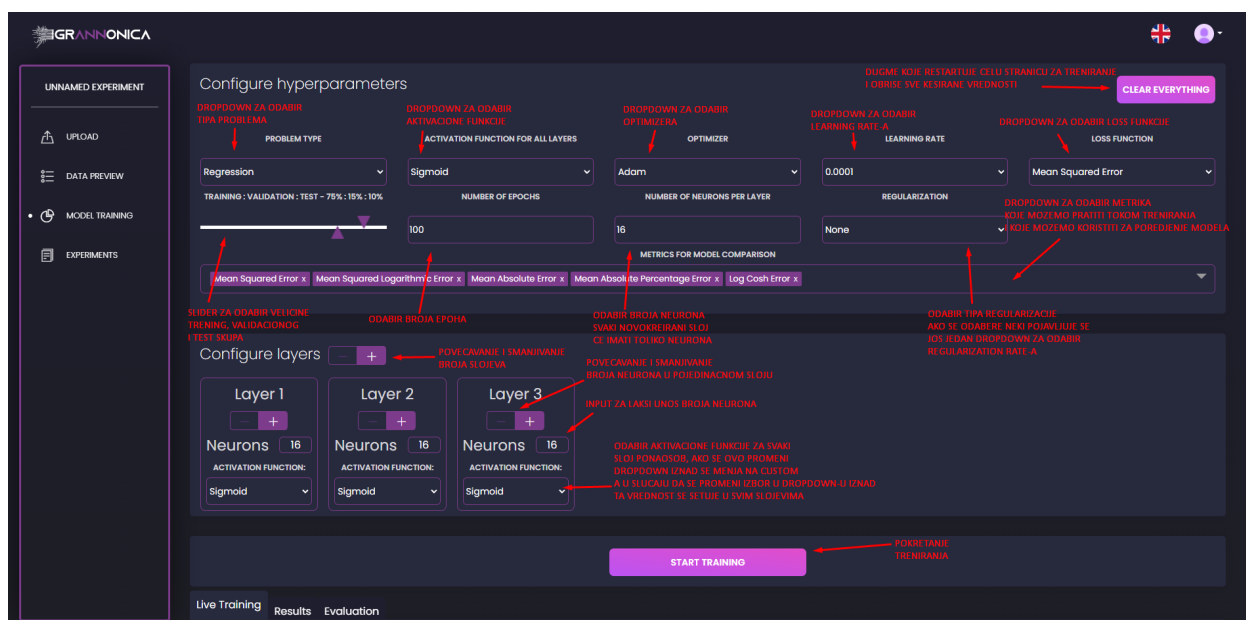 IGRANNONICA
UNNAMED EXPERIMENT
UPLOAD
DATA PREVIEW
MODEL TRAINING
EXPERIMENTS
Configure hyperparameters
DUGME KOJE RESTARTUJE CELU STRANICU ZA TRENIRANJE
I OBRISE SVE KESIRANE VREDNOSTI
CLEAR EVERYTHING
DROPDOWN ZA ODABIR
TIPA PROBLEMA
DROPDOWN ZA ODABIR
AKTIVACIONE FUNKCIJE
DROPDOWN ZA ODABIR
OPTIMIZERA
DROPDOWN ZA ODABIR
LEARNING RATE-A
DROPDOWN ZA ODABIR LOSS FUNKCIJE
PROBLEM TYPE
ACTIVATION FUNCTION FOR ALL LAYERS
OPTIMIZER
LEARNING RATE
LOSS FUNCTION
Regression
Sigmoid
Adam
0.0001
Mean Squared Error
TRAINING : VALIDATION : TEST - 75% : 15% : 10%
NUMBER OF EPOCHS
NUMBER OF NEURONS PER LAYER
REGULARIZATION
100
16
None
DROPDOWN ZA ODABIR METRIKA
KOJE MOZEMO PRATITI TOKOM TRENIRANJA
I KOJE MOZEMO KORISTITI ZA POREDJENJE MODELA
METRICS FOR MODEL COMPARISON
Mean Squared Error x Mean Squared Logarithmic Error x Mean Absolute Error x Mean Absolute Percentage Error x Log Cosh Error x
SLIDER ZA ODABIR VELICINE
TRENING, VALIDACIONOG
I TEST SKUPA
ODABIR BROJA EPOHA
ODABIR BROJA NEURONA
SVAKI NOVOKREIRANI SLOJ
CE IMATI TOLIKO NEURONA
ODABIR TIPA REGULARIZACIJE
AKO SE ODABERE NEKI POJAVLJUJE SE
JOS JEDAN DROPDOWN ZA ODABIR
REGULARIZATION RATE-A
Configure layers - +
POVECAVANJE I SMANJIVANJE
BROJA SLOJEVA
POVECAVANJE I SMANJIVANJE
BROJA NEURONA U POJEDINACNOM SLOJU
Layer 1
- +
Neurons 16
ACTIVATION FUNCTION:
Sigmoid
Layer 2
- +
Neurons 16
ACTIVATION FUNCTION:
Sigmoid
Layer 3
- +
Neurons 16
ACTIVATION FUNCTION:
Sigmoid
INPUT ZA LAKSI UNOS BROJA NEURONA
ODABIR AKTIVACIONE FUNKCIJE ZA SVAKI
SLOJ PONAOSOB, AKO SE OVO PROMENI
DROPDOWN IZNAD SE MENJA NA CUSTOM
A U SLUCAJU DA SE PROMENI IZBOR U DROPDOWN-U IZNAD
TA VREDNOST SE SETUJE U SVIM SLOJEVIMA
START TRAINING
POKRETANJE
TRENIRANJA
Live Training Results Evaluation